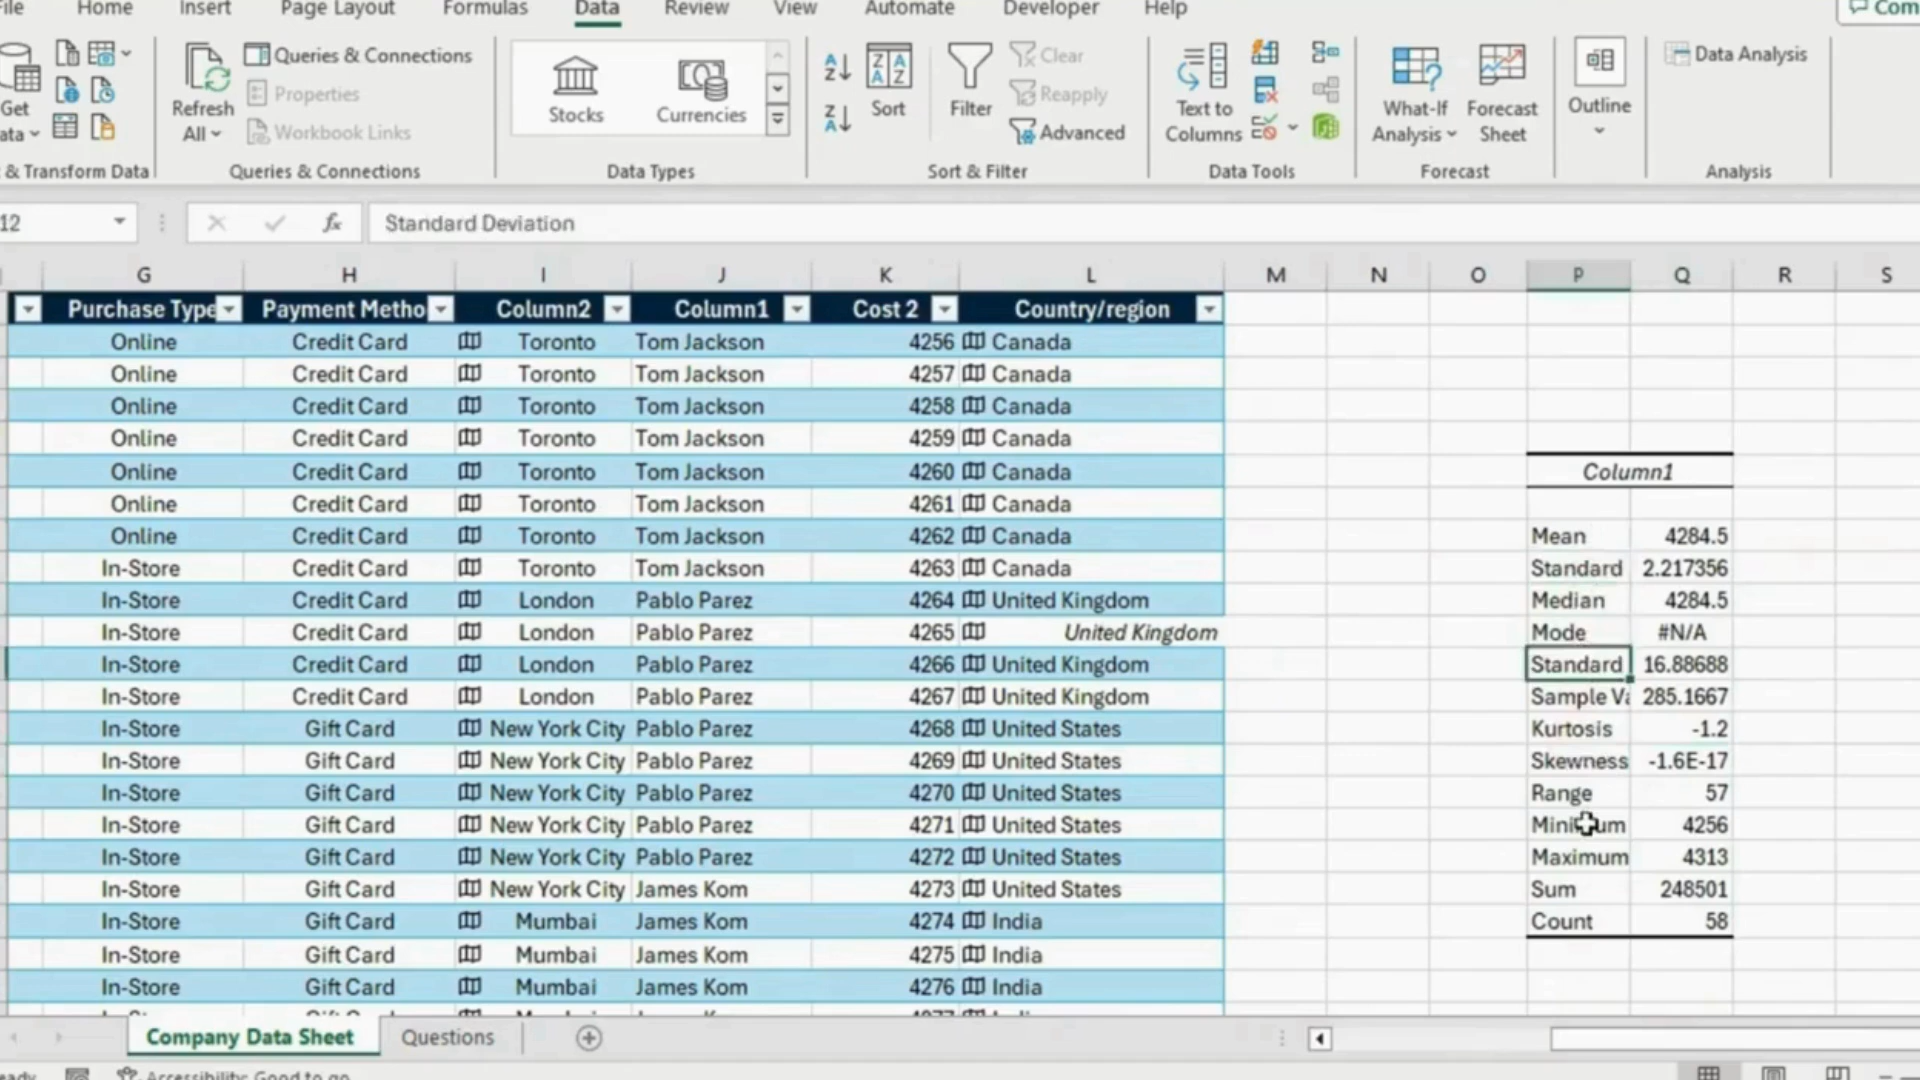 File Home Insert Page Layout Formulas Data Review View Automate Developer Help Com
Queries & Connections
Properties
Workbook Links
Get
Refresh
All
Stocks Currencies
Sort Filter
Clear
Reapply
Advanced
Text to
Columns
What-If
Analysis
Forecast
Sheet
Outline
Data Analysis
& Transform Data Queries & Connections Data Types Sort & Filter Data Tools Forecast Analysis
12 fx Standard Deviation
G H I J K L M N O P Q R S
Purchase Type Payment Metho Column2 Column1 Cost 2 Country/region
Online Credit Card Toronto Tom Jackson 4256 Canada
Online Credit Card Toronto Tom Jackson 4257 Canada
Online Credit Card Toronto Tom Jackson 4258 Canada
Online Credit Card Toronto Tom Jackson 4259 Canada
Online Credit Card Toronto Tom Jackson 4260 Canada Column1
Online Credit Card Toronto Tom Jackson 4261 Canada
Online Credit Card Toronto Tom Jackson 4262 Canada Mean 4284.5
In-Store Credit Card Toronto Tom Jackson 4263 Canada Standard 2.217356
In-Store Credit Card London Pablo Parez 4264 United Kingdom Median 4284.5
In-Store Credit Card London Pablo Parez 4265 United Kingdom Mode #N/A
In-Store Credit Card London Pablo Parez 4266 United Kingdom Standard 16.88688
In-Store Credit Card London Pablo Parez 4267 United Kingdom Sample Va 285.1667
In-Store Gift Card New York City Pablo Parez 4268 United States Kurtosis -1.2
In-Store Gift Card New York City Pablo Parez 4269 United States Skewness -1.6E-17
In-Store Gift Card New York City Pablo Parez 4270 United States Range 57
In-Store Gift Card New York City Pablo Parez 4271 United States Minimum 4256
In-Store Gift Card New York City Pablo Parez 4272 United States Maximum 4313
In-Store Gift Card New York City James Kom 4273 United States Sum 248501
In-Store Gift Card Mumbai James Kom 4274 India Count 58
In-Store Gift Card Mumbai James Kom 4275 India
In-Store Gift Card Mumbai James Kom 4276 India
Company Data Sheet Questions
Accessibility: Good to go